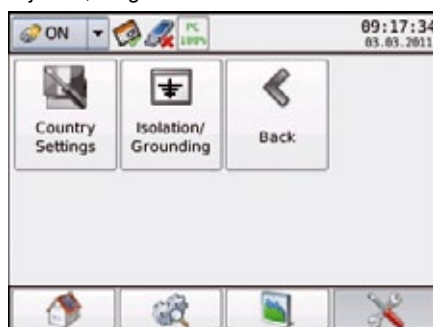 ON
PC
100%
09:17:34
03.03.2011
Country
Settings
Isolation/
Grounding
Back